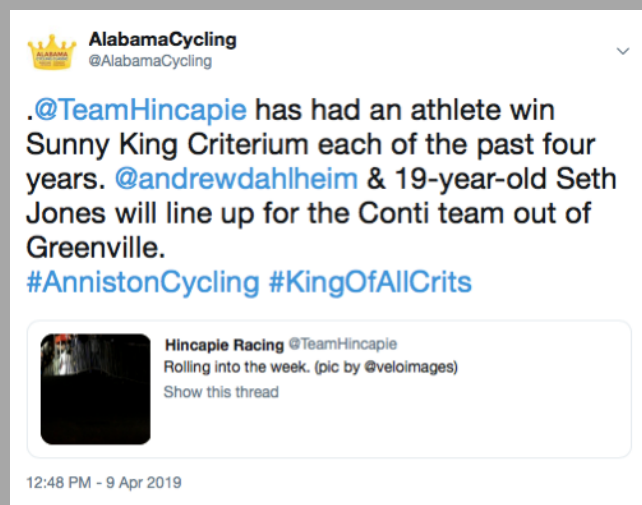 AlabamaCycling
@AlabamaCycling
.@TeamHincapie has had an athlete win
Sunny King Criterium each of the past four
years. @andrewdahlheim & 19-year-old Seth
Jones will line up for the Conti team out of
Greenville.
#AnnistonCycling #KingOfAllCrits
Hincapie Racing @TeamHincapie
Rolling into the week. (pic by @veloimages)
Show this thread
12:48 PM - 9 Apr 2019